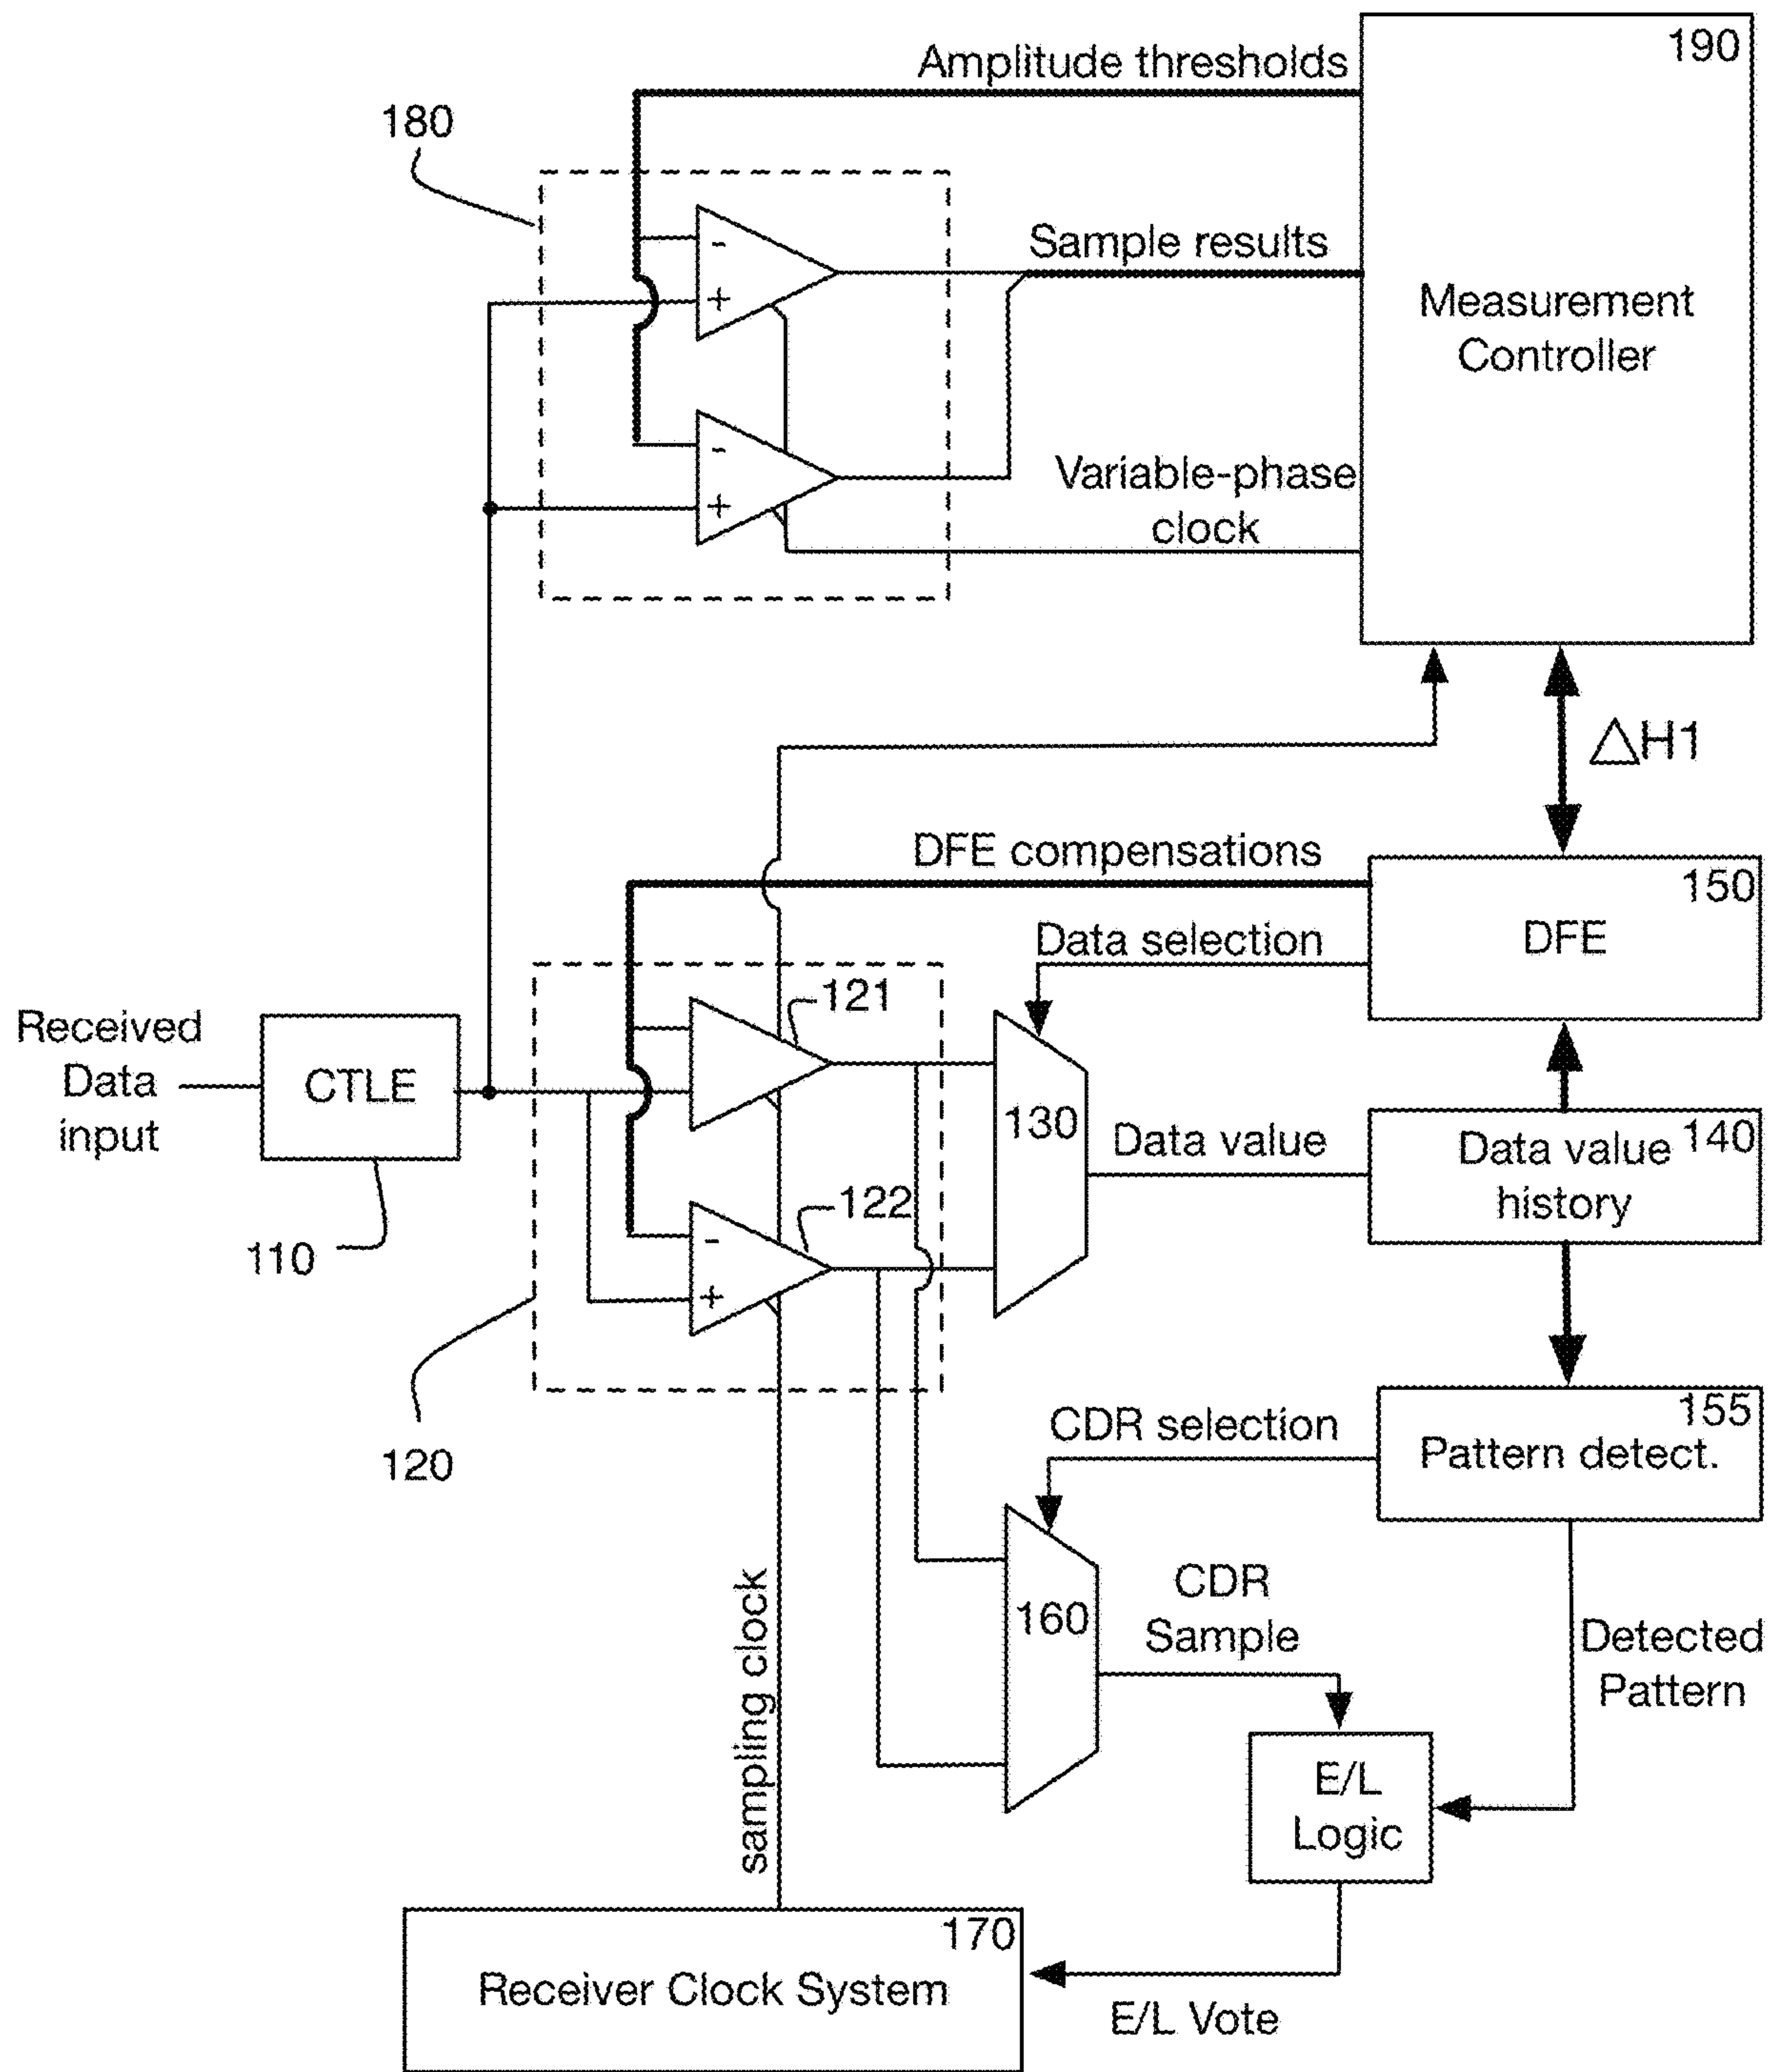 190
Amplitude thresholds
180
-
+
Sample results
Measurement
Controller
-
+
Variable-phase
clock
△H1
DFE compensations
150
DFE
Data selection
121
Received
Data
input
CTLE
110
130
Data value
140
Data value
history
122
-
+
120
155
Pattern detect.
CDR selection
160
CDR
Sample
Detected
Pattern
sampling clock
E/L
Logic
170
Receiver Clock System
E/L Vote